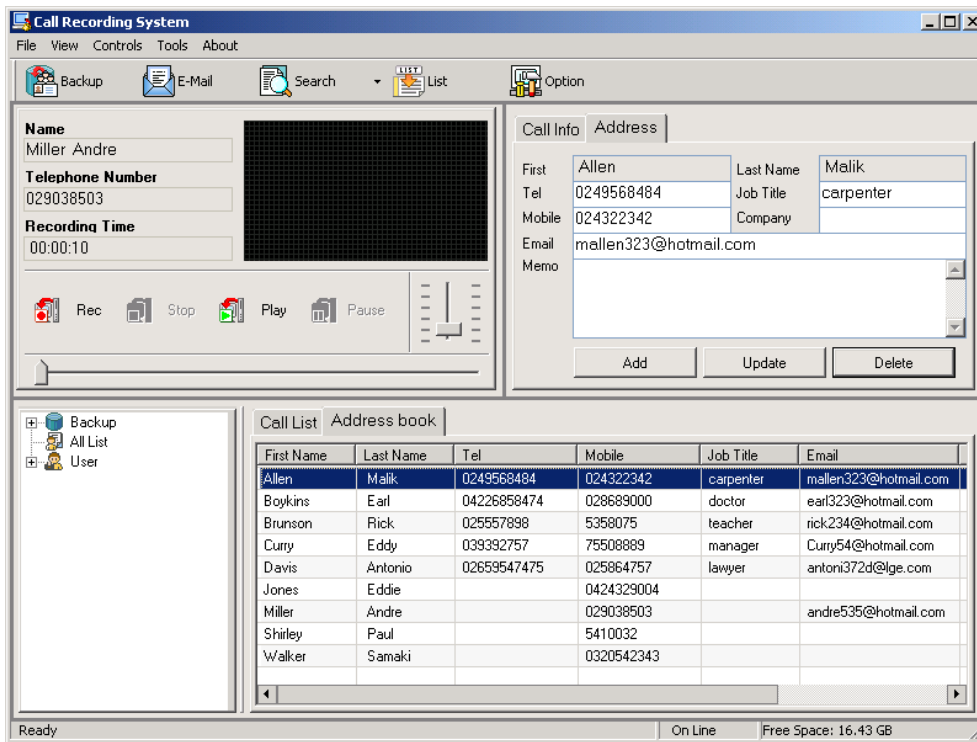 Call Recording System
File View Controls Tools About
Backup E-Mail Search LIST List Option
Name
Miller Andre
Telephone Number
029038503
Recording Time
00:00:10
Rec Stop Play Pause
Call Info Address
First Allen Last Name Malik
Tel 0249568484 Job Title carpenter
Mobile 024322342 Company
Email mallen323@hotmail.com
Memo
Add Update Delete
Backup
All List
User
Call List Address book
First Name Last Name Tel Mobile Job Title Email
Allen Malik 0249568484 024322342 carpenter mallen323@hotmail.com
Boykins Earl 04226858474 028689000 doctor earl323@hotmail.com
Brunson Rick 025557898 5358075 teacher rick234@hotmail.com
Curry Eddy 039392757 75508889 manager Curry54@hotmail.com
Davis Antonio 02659547475 025864757 lawyer antoni372d@lge.com
Jones Eddie 0424329004
Miller Andre 029038503 andre535@hotmail.com
Shirley Paul 5410032
Walker Samaki 0320542343
Ready On Line Free Space: 16.43 GB